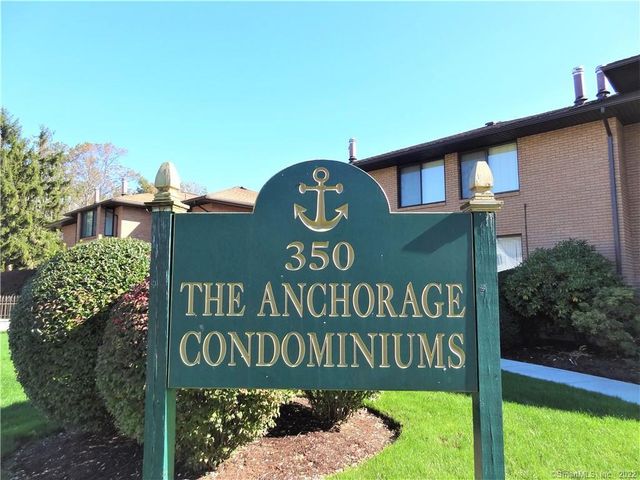 350
THE ANCHORAGE
CONDOMINIUMS
©SmartMLS, Inc. 2022